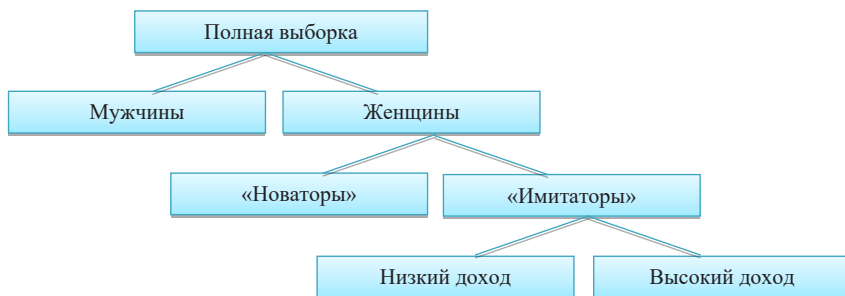 Полная выборка
Мужчины
Женщины
«Новаторы»
«Имитаторы»
Низкий доход
Высокий доход